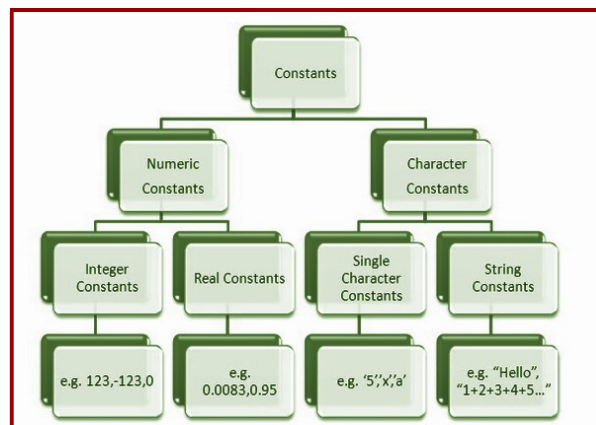 Constants
Numeric
Constants
Character
Constants
Integer
Constants
Real Constants
Single
Character
Constants
String
Constants
e.g. 123,-123,0
e.g.
0.0083,0.95
e.g. ‘5’,’x’,’a’
e.g. “Hello”,
“1+2+3+4+5…”